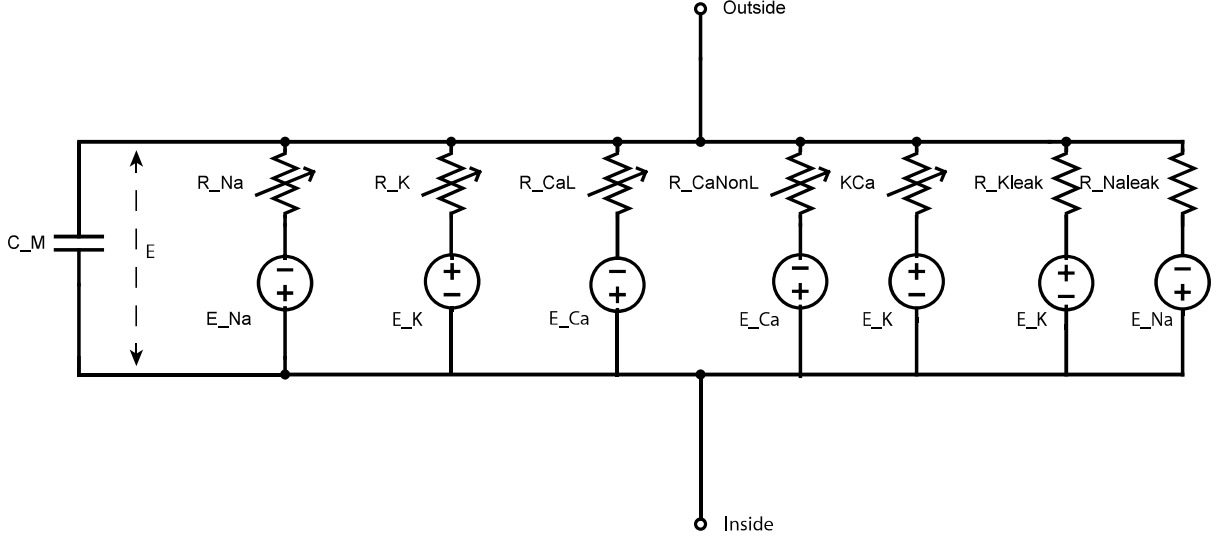 Outside
R_Na
R_K
R_CaL
R_CaNonL
KCa
R_Kleak
R_Naleak
C_M
E
E_Na
E_K
E_Ca
E_Ca
E_K
E_K
E_Na
Inside